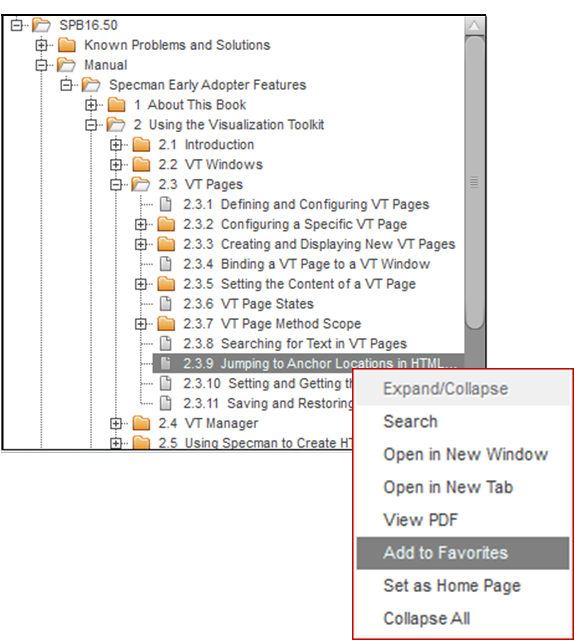 SPB16.50
Known Problems and Solutions
Manual
Specman Early Adopter Features
1 About This Book
2 Using the Visualization Toolkit
2.1 Introduction
2.2 VT Windows
2.3 VT Pages
2.3.1 Defining and Configuring VT Pages
2.3.2 Configuring a Specific VT Page
2.3.3 Creating and Displaying New VT Pages
2.3.4 Binding a VT Page to a VT Window
2.3.5 Setting the Content of a VT Page
2.3.6 VT Page States
2.3.7 VT Page Method Scope
2.3.8 Searching for Text in VT Pages
2.3.9 Jumping to Anchor Locations in HTML...
2.3.10 Setting and Getting
2.3.11 Saving and Restoring
2.4 VT Manager
2.5 Using Specman to Create
Expand/Collapse
Search
Open in New Window
Open in New Tab
View PDF
Add to Favorites
Set as Home Page
Collapse All